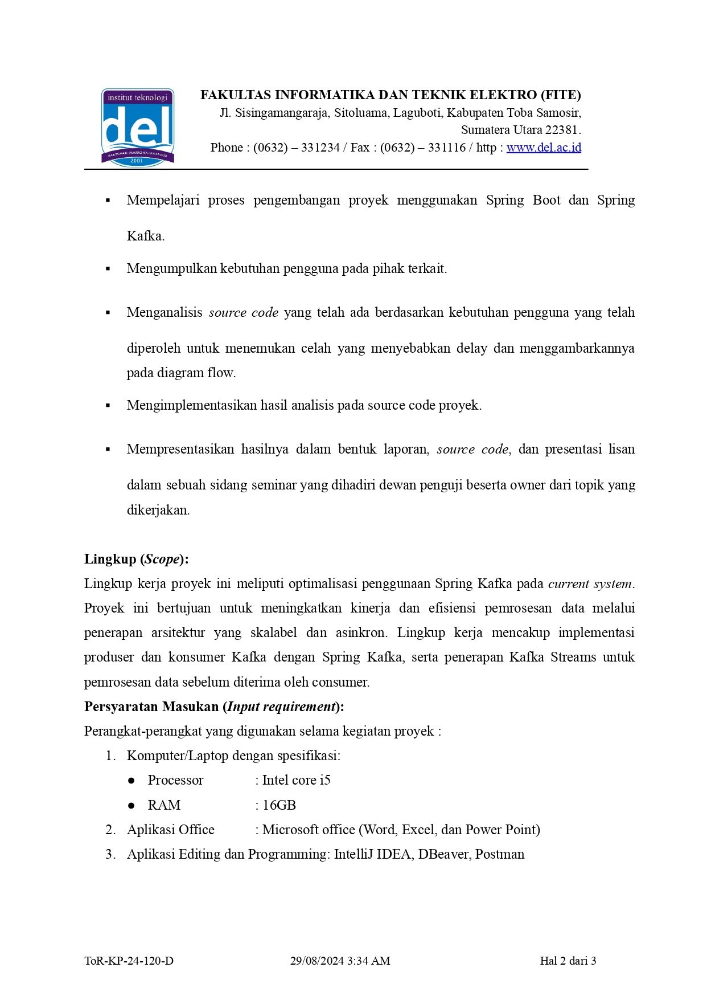 institut teknologi
del
MARTUHAN-MARROHA-MARBISUK
2001
FAKULTAS INFORMATIKA DAN TEKNIK ELEKTRO (FITE)
Jl. Sisingamangaraja, Sitoluama, Laguboti, Kabupaten Toba Samosir,
Sumatera Utara 22381.
Phone : (0632) – 331234 / Fax : (0632) – 331116 / http : www.del.ac.id
▪ Mempelajari proses pengembangan proyek menggunakan Spring Boot dan Spring
Kafka.
▪ Mengumpulkan kebutuhan pengguna pada pihak terkait.
▪ Menganalisis source code yang telah ada berdasarkan kebutuhan pengguna yang telah
diperoleh untuk menemukan celah yang menyebabkan delay dan menggambarkannya
pada diagram flow.
▪ Mengimplementasikan hasil analisis pada source code proyek.
▪ Mempresentasikan hasilnya dalam bentuk laporan, source code, dan presentasi lisan
dalam sebuah sidang seminar yang dihadiri dewan penguji beserta owner dari topik yang
dikerjakan.
Lingkup (Scope):
Lingkup kerja proyek ini meliputi optimalisasi penggunaan Spring Kafka pada current system.
Proyek ini bertujuan untuk meningkatkan kinerja dan efisiensi pemrosesan data melalui
penerapan arsitektur yang skalabel dan asinkron. Lingkup kerja mencakup implementasi
produser dan konsumer Kafka dengan Spring Kafka, serta penerapan Kafka Streams untuk
pemrosesan data sebelum diterima oleh consumer.
Persyaratan Masukan (Input requirement):
Perangkat-perangkat yang digunakan selama kegiatan proyek :
1. Komputer/Laptop dengan spesifikasi:
● Processor : Intel core i5
● RAM : 16GB
2. Aplikasi Office : Microsoft office (Word, Excel, dan Power Point)
3. Aplikasi Editing dan Programming: IntelliJ IDEA, DBeaver, Postman
ToR-KP-24-120-D 29/08/2024 3:34 AM Hal 2 dari 3